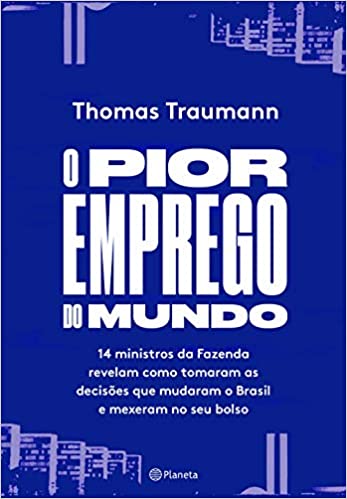 Thomas Traumann
O PIOR
EMPREGO
DO MUNDO
14 ministros da Fazenda
revelam como tomaram as
decisões que mudaram o Brasil
e mexeram no seu bolso
Planeta